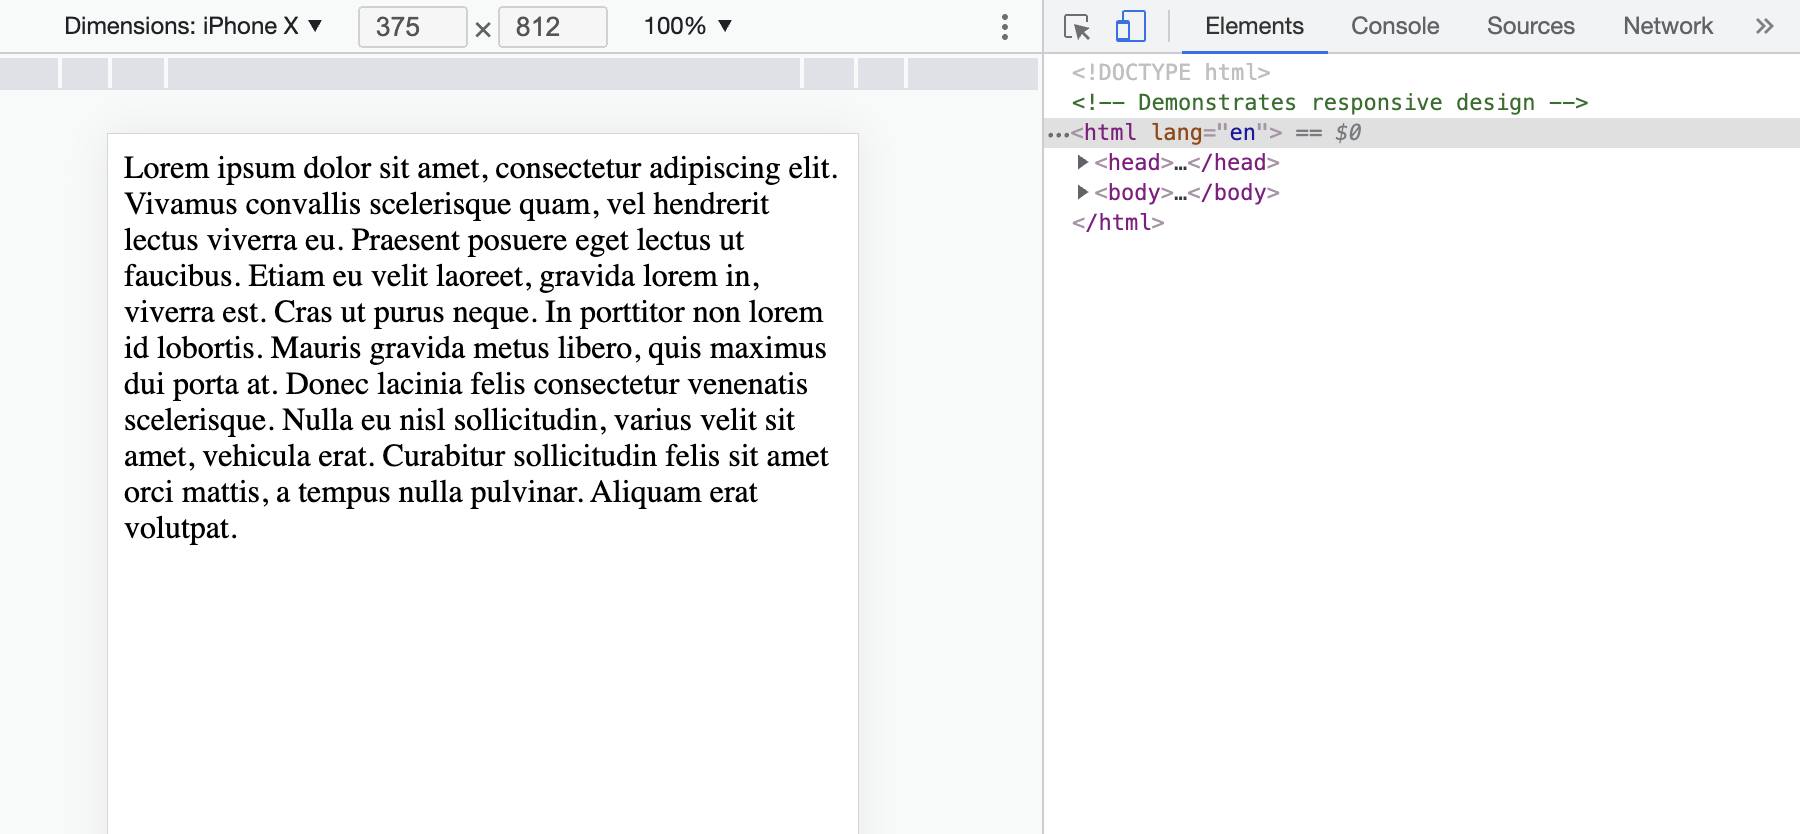 Dimensions: iPhone X ▼ 375 × 812 100% ▼
Elements Console Sources Network »
Lorem ipsum dolor sit amet, consectetur adipiscing elit.
Vivamus convallis scelerisque quam, vel hendrerit
lectus viverra eu. Praesent posuere eget lectus ut
faucibus. Etiam eu velit laoreet, gravida lorem in,
viverra est. Cras ut purus neque. In porttitor non lorem
id lobortis. Mauris gravida metus libero, quis maximus
dui porta at. Donec lacinia felis consectetur venenatis
scelerisque. Nulla eu nisl sollicitudin, varius velit sit
amet, vehicula erat. Curabitur sollicitudin felis sit amet
orci mattis, a tempus nulla pulvinar. Aliquam erat
volutpat.
<!DOCTYPE html>
<!-- Demonstrates responsive design -->
…<html lang="en"> == $0
▶<head>…</head>
▶<body>…</body>
</html>